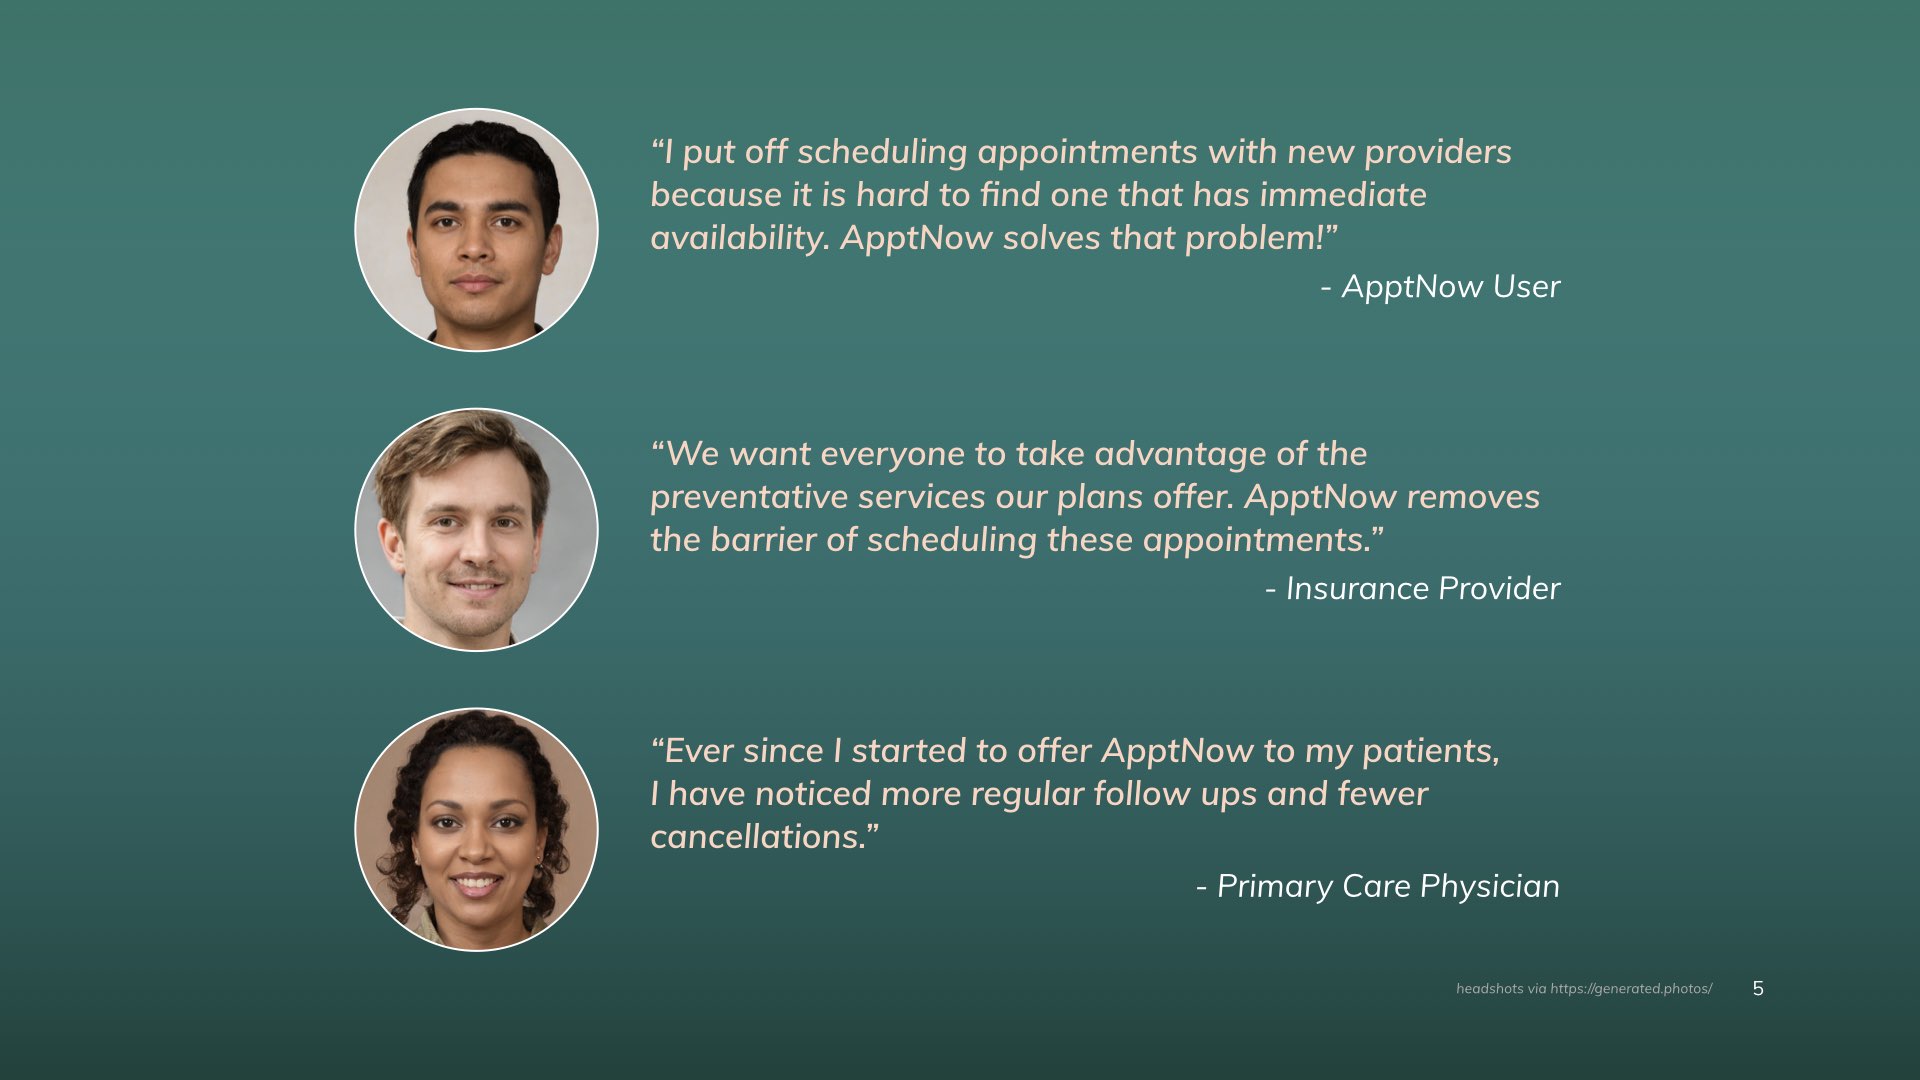 “I put off scheduling appointments with new providers
because it is hard to find one that has immediate
availability. ApptNow solves that problem!”
- ApptNow User
“We want everyone to take advantage of the
preventative services our plans offer. ApptNow removes
the barrier of scheduling these appointments.”
- Insurance Provider
“Ever since I started to offer ApptNow to my patients,
I have noticed more regular follow ups and fewer
cancellations.”
- Primary Care Physician
headshots via https://generated.photos/
5